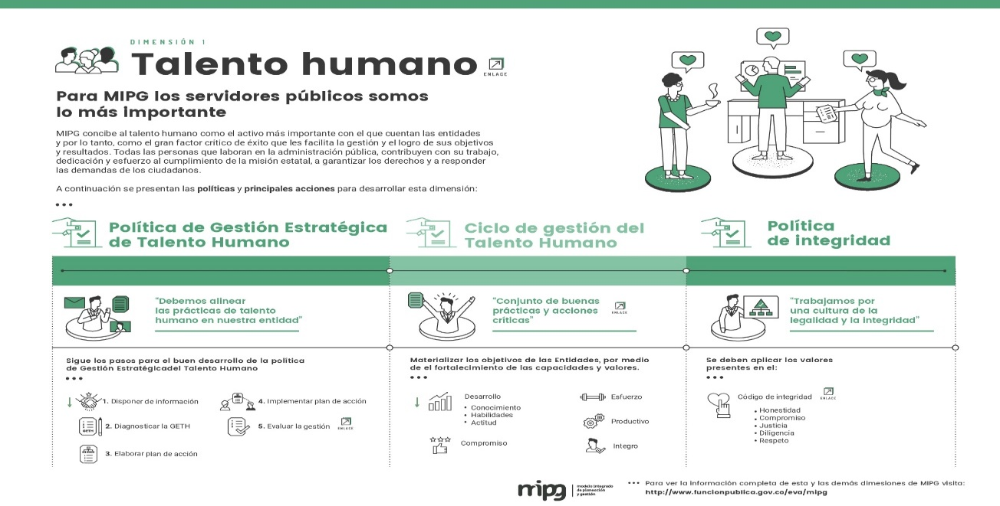 DIMENSIÓN 1
Talento humano
ENLACE
Para MIPG los servidores públicos somos
lo más importante
MIPG concibe al talento humano como el activo más importante con el que cuentan las entidades
y por lo tanto, como el gran factor crítico de éxito que les facilita la gestión y el logro de sus objetivos
y resultados. Todas las personas que laboran en la administración pública, contribuyen con su trabajo,
dedicación y esfuerzo al cumplimiento de la misión estatal, a garantizar los derechos y a responder
las demandas de los ciudadanos.
A continuación se presentan las políticas y principales acciones para desarrollar esta dimensión:
Política de Gestión Estratégica
de Talento Humano
"Debemos alinear
las prácticas de talento
humano en nuestra entidad"
Sigue los pasos para el buen desarrollo de la política
de Gestión Estratégicadel Talento Humano
1. Disponer de información
2. Diagnosticar la GETH
GETH
3. Elaborar plan de acción
4. Implementar plan de acción
5. Evaluar la gestión
ENLACE
Ciclo de gestión del
Talento Humano
"Conjunto de buenas
prácticas y acciones
críticas"
ENLACE
Materializar los objetivos de las Entidades, por medio
de el fortalecimiento de las capacidades y valores.
Desarrollo
• Conocimiento
• Habilidades
• Actitud
Compromiso
Esfuerzo
Productivo
Integro
Política
de integridad
"Trabajamos por
una cultura de la
legalidad y la integridad"
Se deben aplicar los valores
presentes en el:
Código de integridad
ENLACE
• Honestidad
• Compromiso
• Justicia
• Diligencia
• Respeto
mipg
modelo integrado
de planeación
y gestión
••• Para ver la información completa de esta y las demás dimesiones de MIPG visita:
http://www.funcionpublica.gov.co/eva/mipg